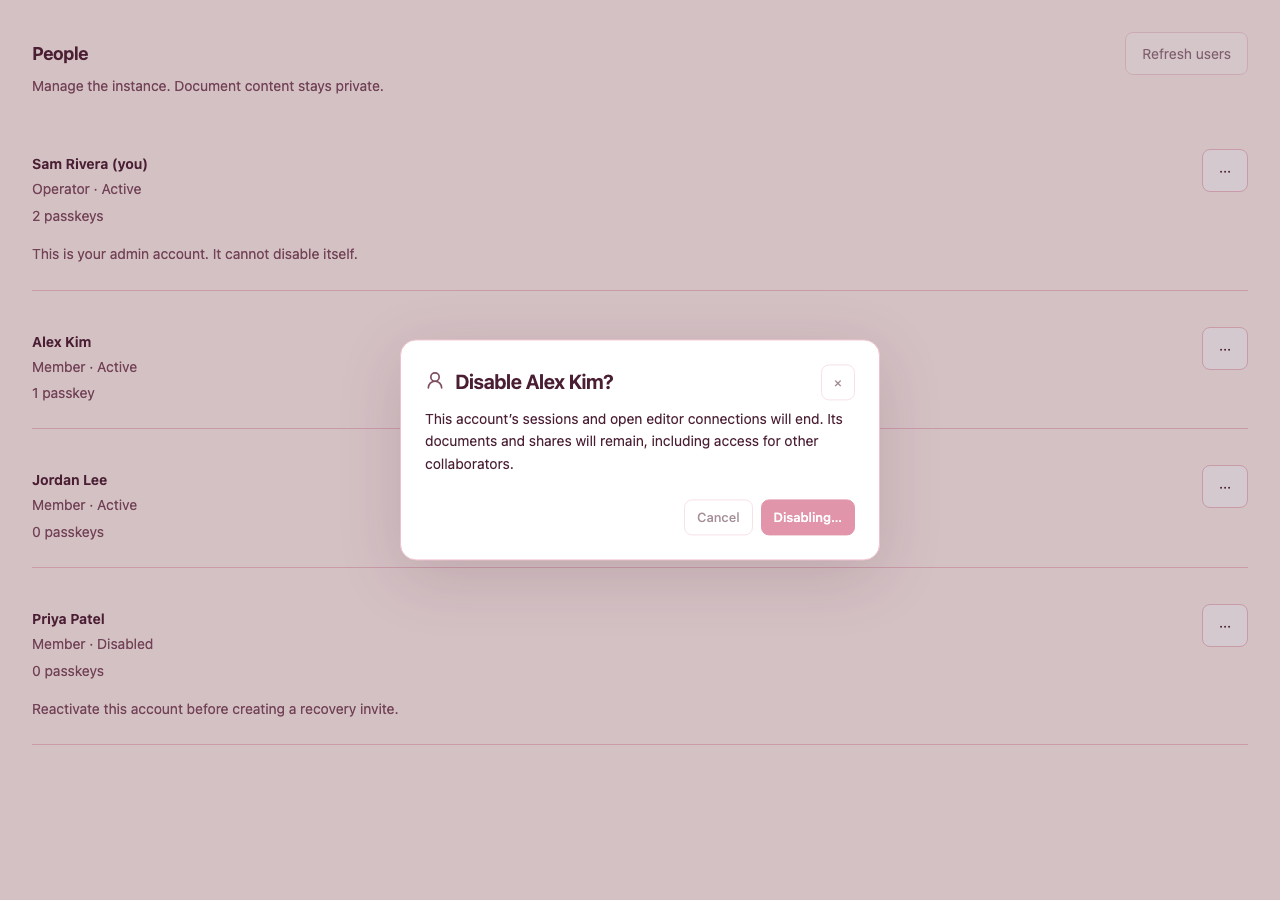 People
Refresh users
Manage the instance. Document content stays private.
Sam Rivera (you)
...
Operator · Active
2 passkeys
This is your admin account. It cannot disable itself.
Alex Kim
...
Member · Active
1 passkey
Disable Alex Kim?
×
This account’s sessions and open editor connections will end. Its
documents and shares will remain, including access for other
collaborators.
Cancel
Disabling…
Jordan Lee
...
Member · Active
0 passkeys
Priya Patel
...
Member · Disabled
0 passkeys
Reactivate this account before creating a recovery invite.